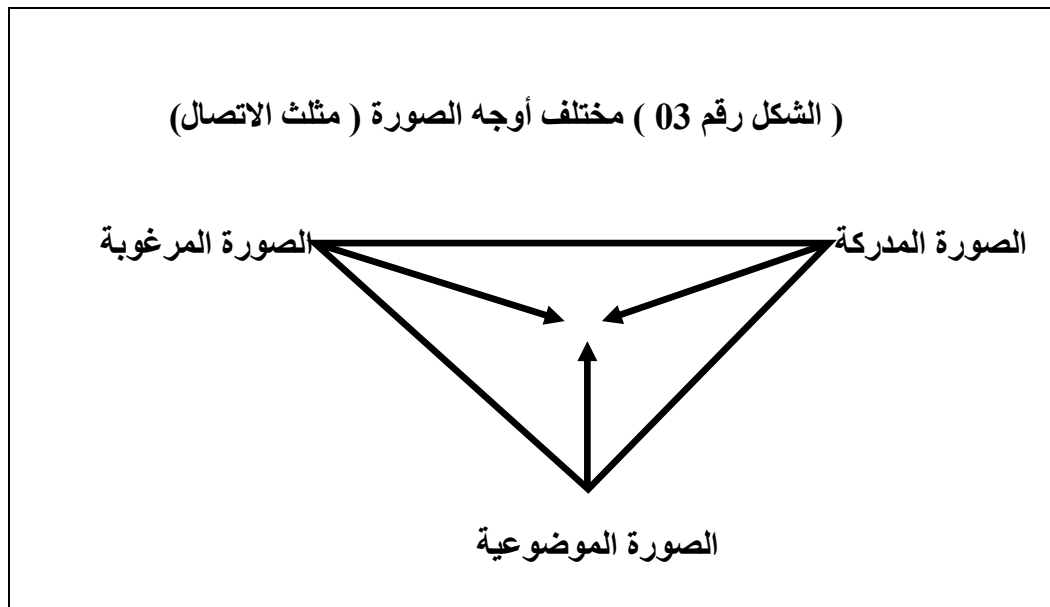 ( الشكل رقم 03 ) مختلف أوجه الصورة ( مثلث الاتصال)
الصورة المدركة
الصورة المرغوبة
الصورة الموضوعية